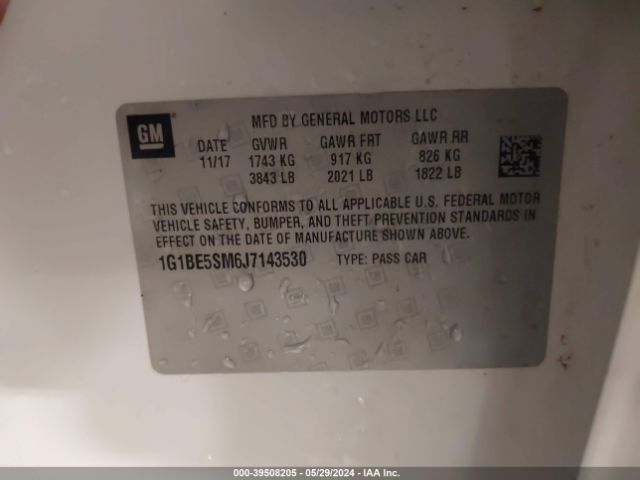 MFD BY GENERAL MOTORS LLC
GM
DATE GVWR GAWR FRT GAWR RR
11/17 1743 KG 917 KG 826 KG
3843 LB 2021 LB 1822 LB
THIS VEHICLE CONFORMS TO ALL APPLICABLE U.S. FEDERAL MOTOR
VEHICLE SAFETY, BUMPER, AND THEFT PREVENTION STANDARDS IN
EFFECT ON THE DATE OF MANUFACTURE SHOWN ABOVE.
1G1BE5SM6J7143530 TYPE: PASS CAR
000-39508205 - 05/29/2024 - IAA Inc.